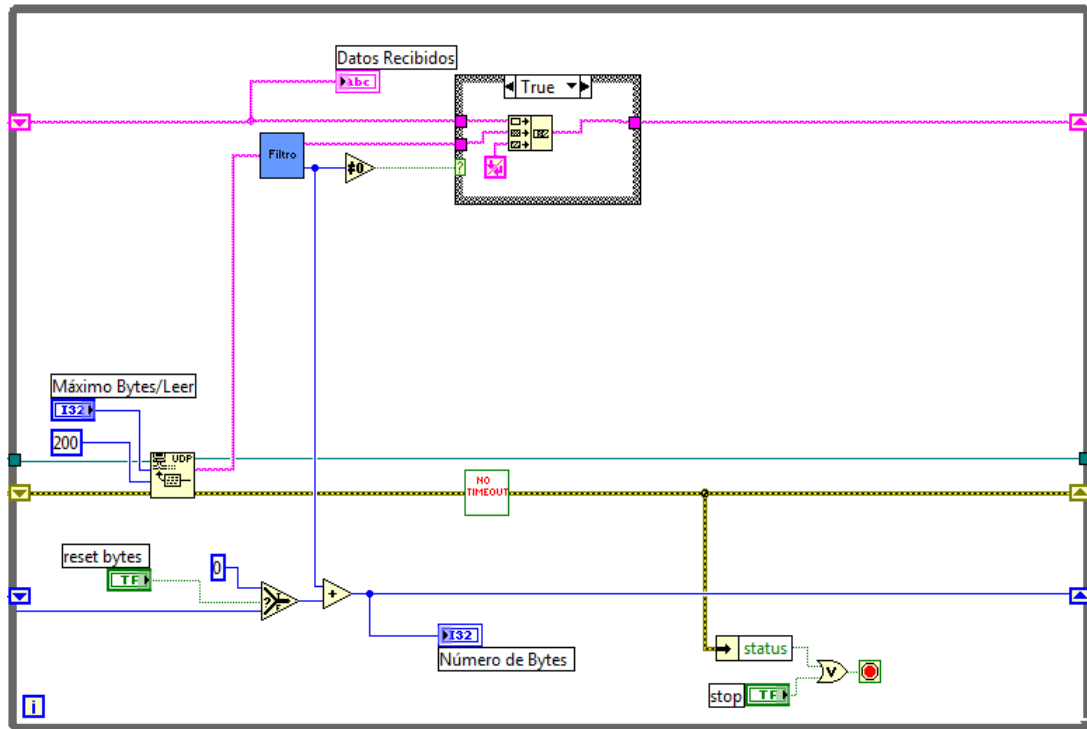 Datos Recibidos
abc
True
Filtro
≠0
?
Máximo Bytes/Leer
I32
200
UDP
NO
TIMEOUT
reset bytes
TF
0
?
T
F
+
I32
Número de Bytes
status
V
stop
TF
i